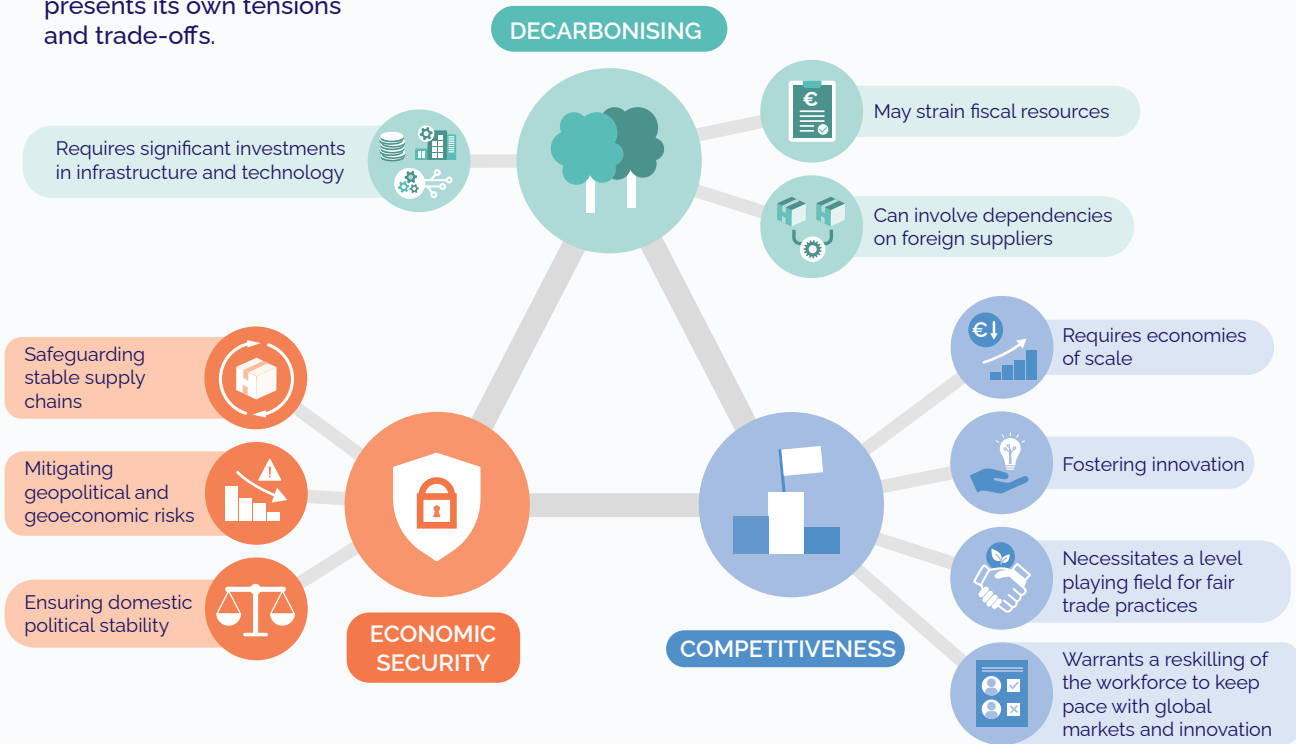 presents its own tensions
and trade-offs.
DECARBONISING
Requires significant investments
in infrastructure and technology
€
May strain fiscal resources
Can involve dependencies
on foreign suppliers
Safeguarding
stable supply
chains
Mitigating
geopolitical and
geoeconomic risks
Ensuring domestic
political stability
ECONOMIC
SECURITY
COMPETITIVENESS
€
Requires economies
of scale
Fostering innovation
Necessitates a level
playing field for fair
trade practices
Warrants a reskilling of
the workforce to keep
pace with global
markets and innovation